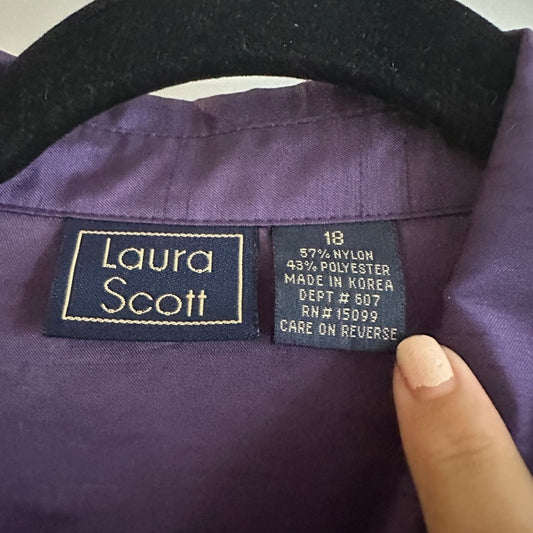 Laura
Scott
18
57% NYLON
43% POLYESTER
MADE IN KOREA
DEPT # 607
RN# 15099
CARE ON REVERSE